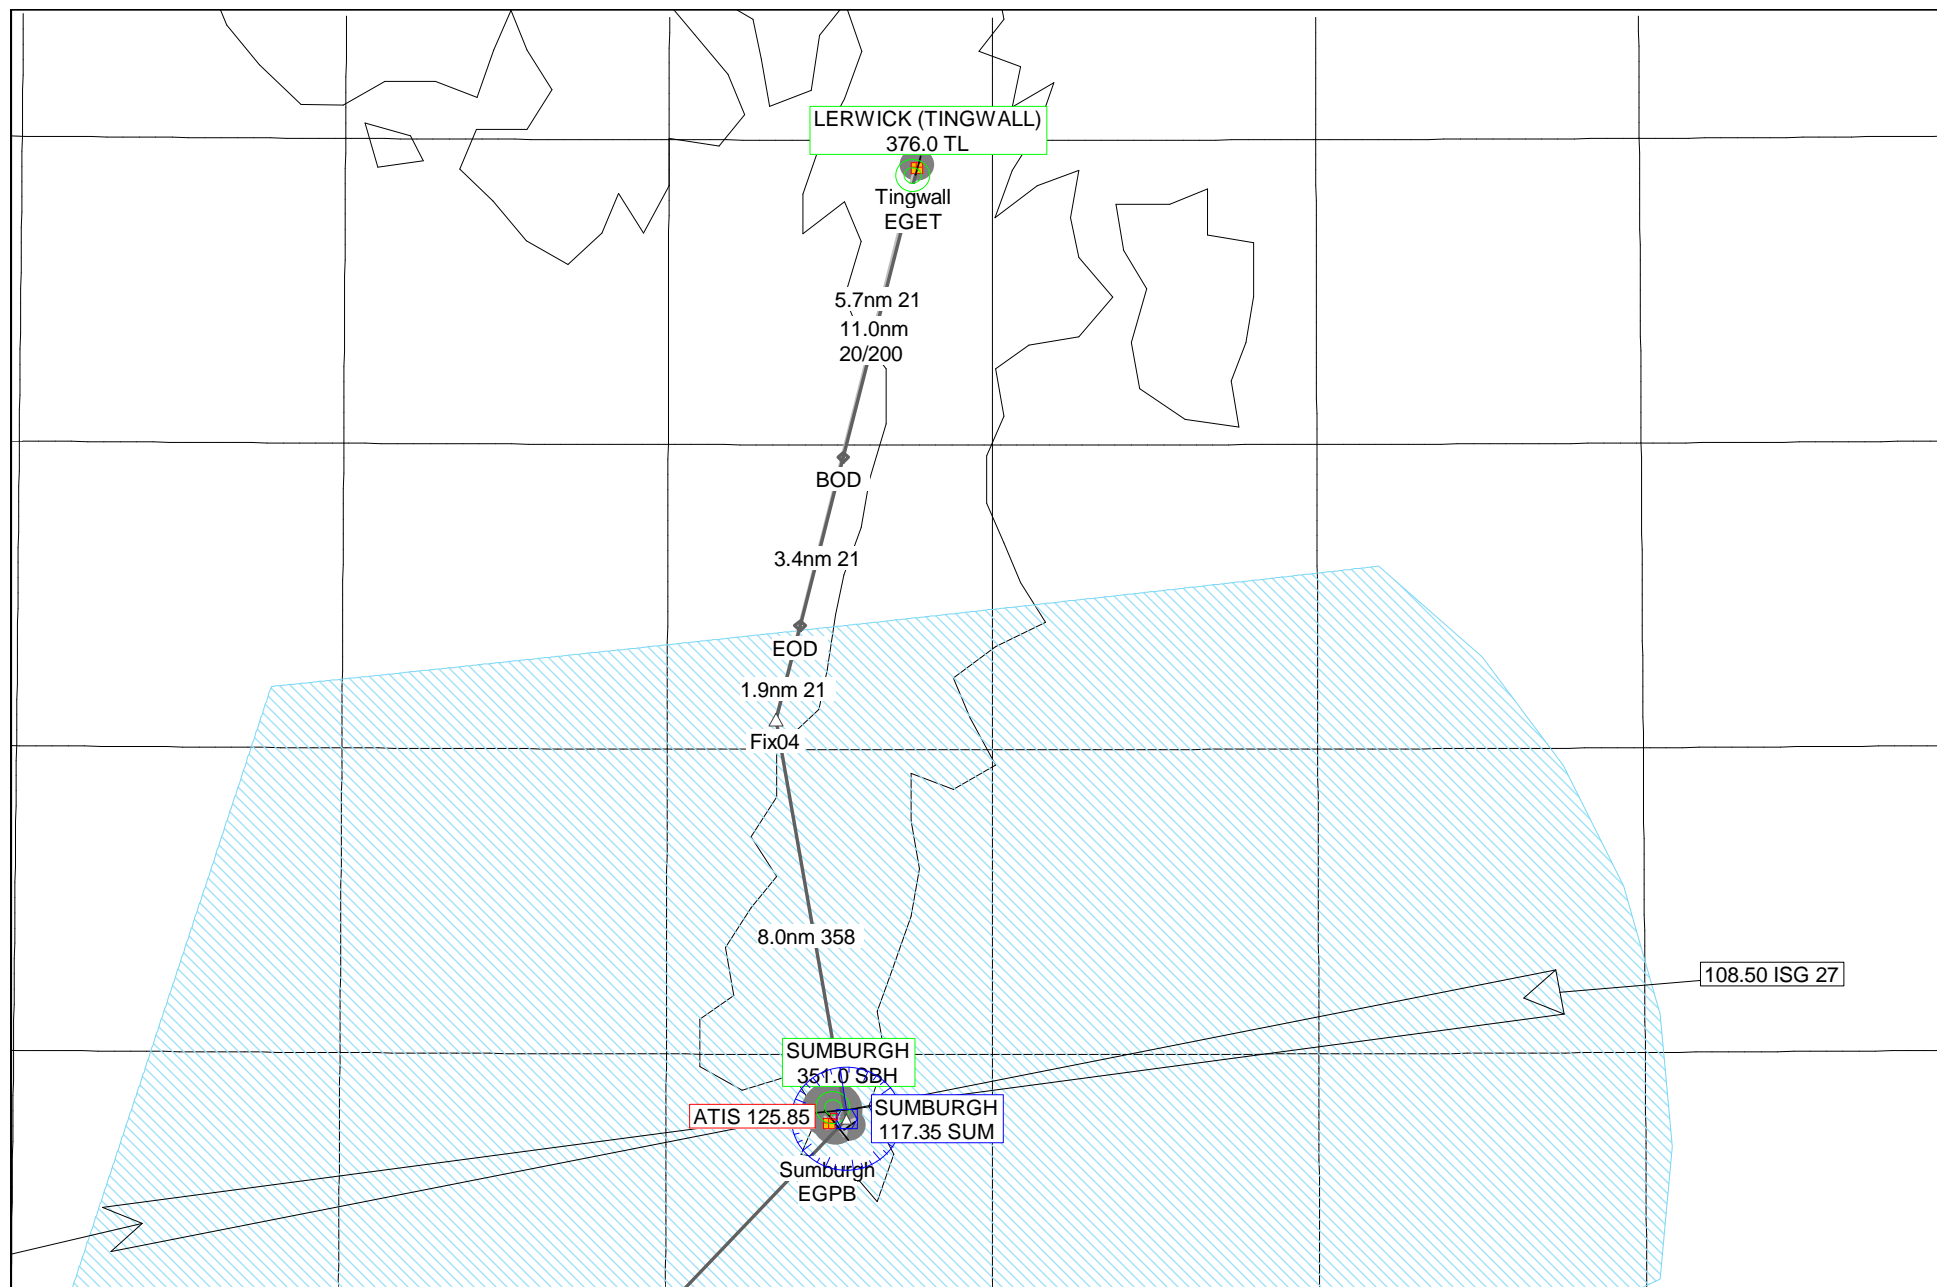 LERWICK (TINGWALL)
376.0 TL
Tingwall
EGET
5.7nm 21
11.0nm
20/200
BOD
3.4nm 21
EOD
1.9nm 21
Fix04
8.0nm 358
108.50 ISG 27
SUMBURGH
351.0 SBH
ATIS 125.85
SUMBURGH
117.35 SUM
Sumburgh
EGPB